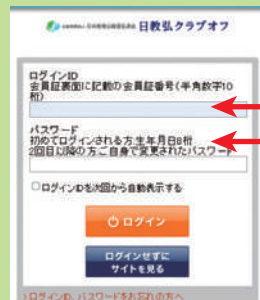 日教弘クラブオフ
ログインID
会員証裏面に記載の会員証番号(半角数字10
桁)
パスワード
初めてログインされる方:生年月日8桁
2回目以降の方:ご自身で変更されたパスワード
ログインIDを次回から自動表示する
ログイン
ログインせずに
サイトを見る
>ログインID、パスワードをお忘れの方へ